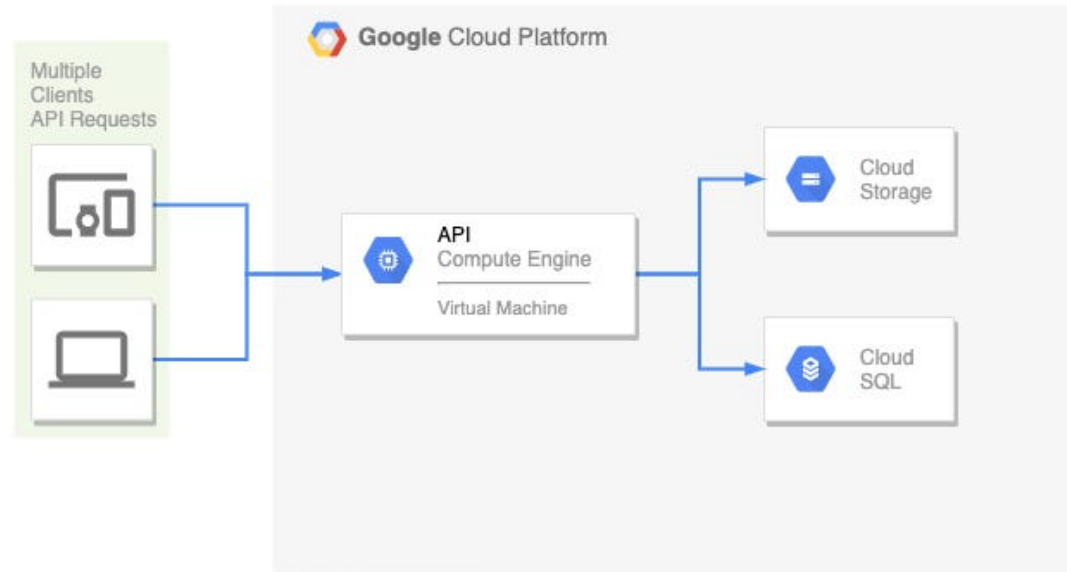 Google Cloud Platform
Multiple
Clients
API Requests
API
Compute Engine
Virtual Machine
Cloud
Storage
Cloud
SQL